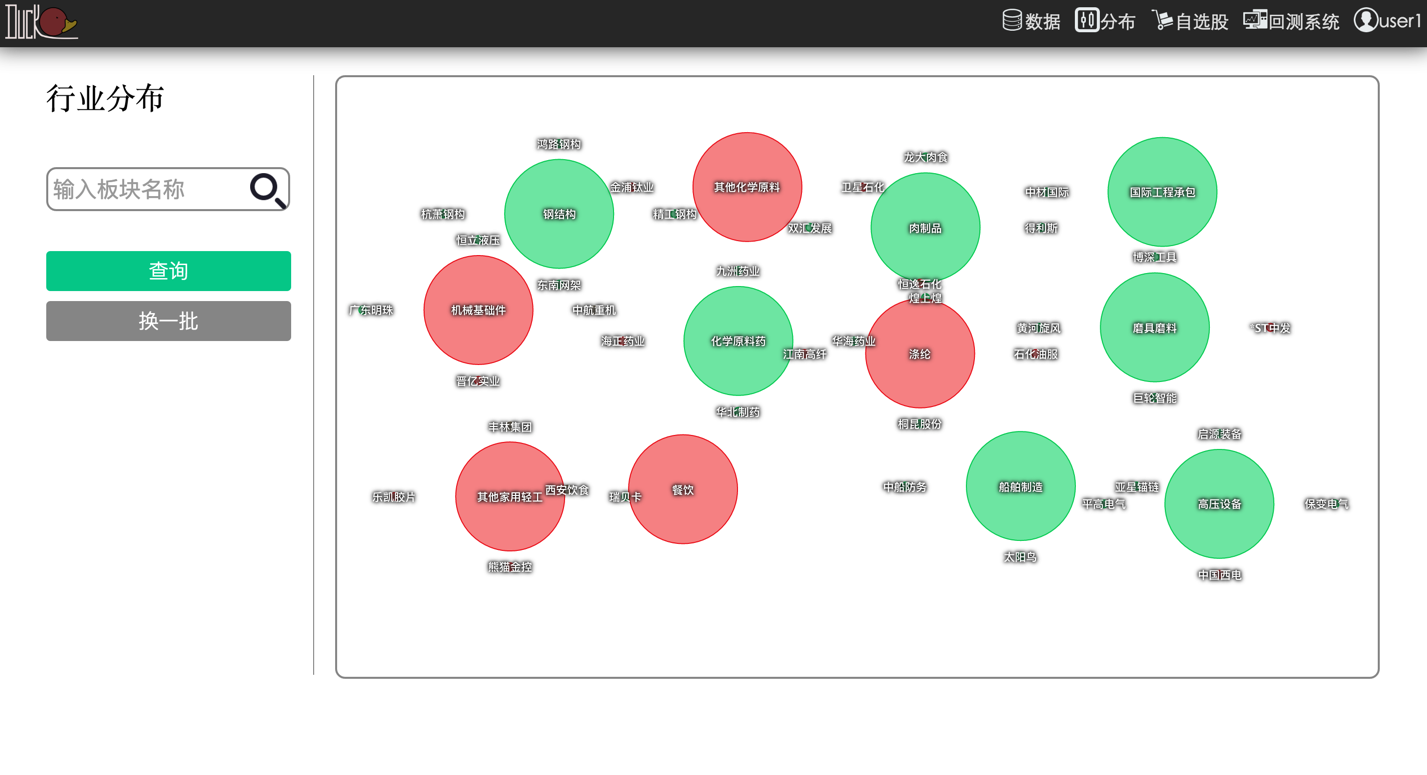 Duck
数据
分布
自选股
回测系统
user1
行业分布
输入板块名称
查询
换一批
鸿路钢构
金浦钛业
杭萧钢构
钢结构
精工钢构
东南网架
其他化学原料
卫星石化
双汇发展
龙大肉食
肉制品
得利斯
煌上煌
中材国际
国际工程承包
恒立液压
广东明珠
机械基础件
中航重机
晋亿实业
九洲药业
海正药业
化学原料药
华海药业
华北制药
恒逸石化
江南高纤
涤纶
石化油服
桐昆股份
博深工具
黄河旋风
磨具磨料
*ST中发
巨轮智能
丰林集团
乐凯胶片
其他家用轻工
瑞贝卡
熊猫金控
西安饮食
餐饮
中船防务
船舶制造
亚星锚链
太阳鸟
启源装备
平高电气
高压设备
保变电气
中国西电